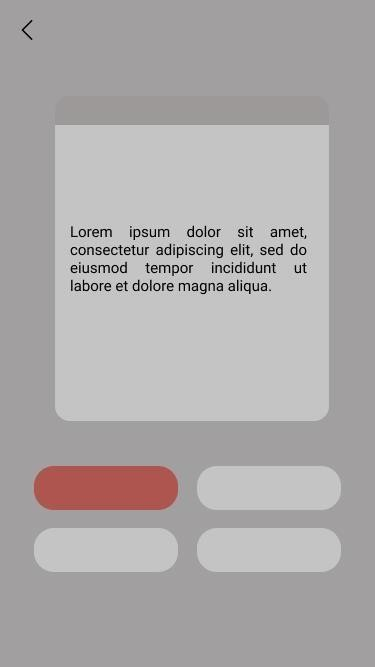 Lorem ipsum dolor sit amet,
consectetur adipiscing elit, sed do
eiusmod tempor incididunt ut
labore et dolore magna aliqua.